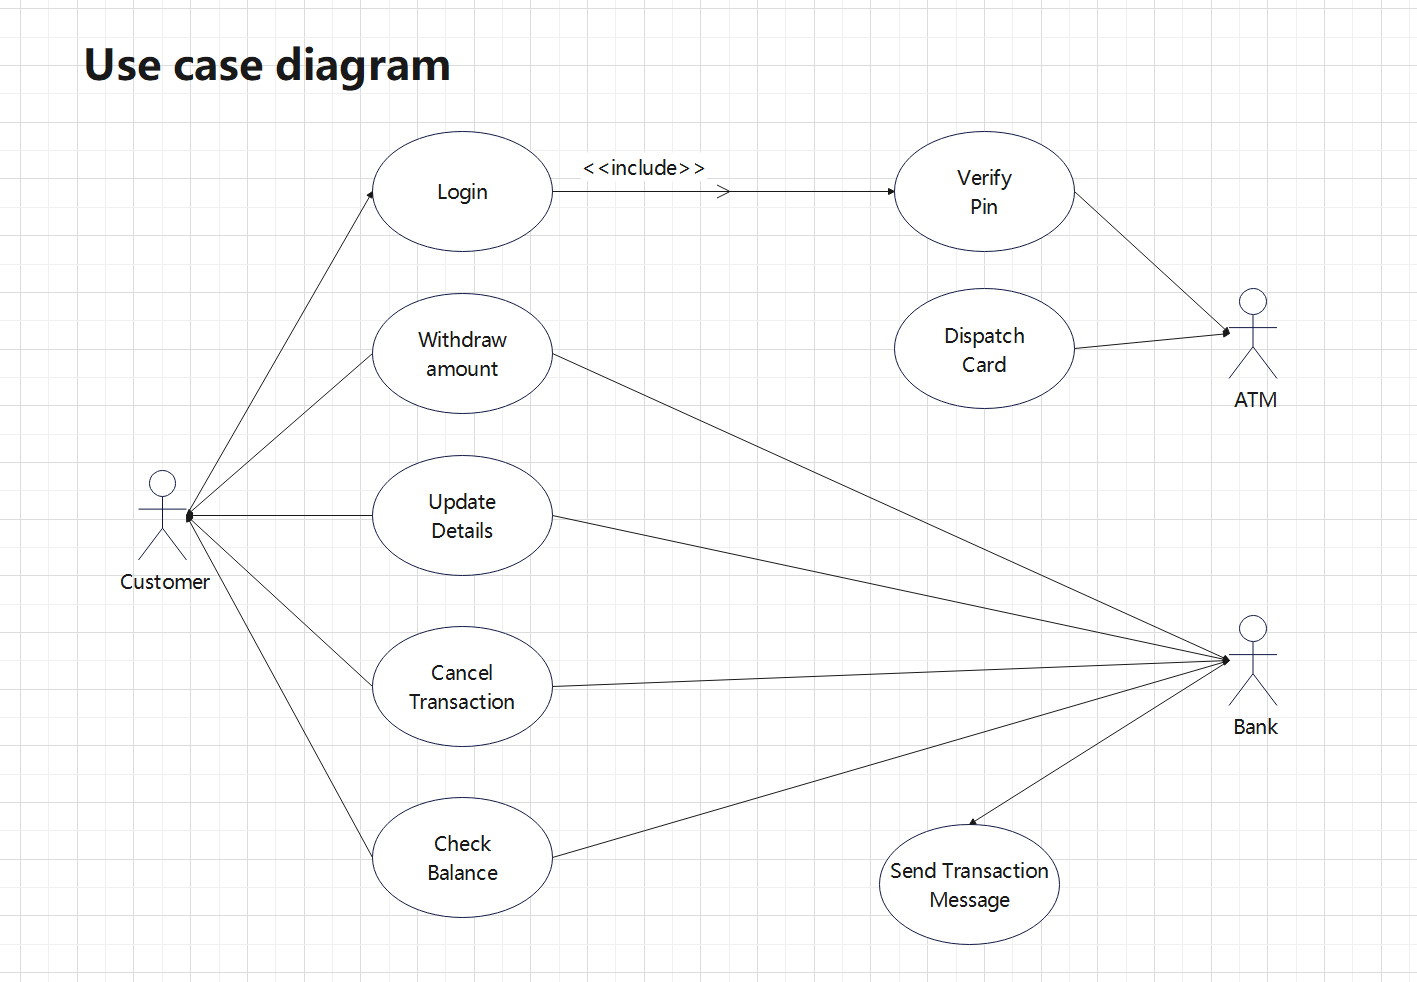 Use case diagram
<<include>>
Login
Verify
Pin
Withdraw
amount
Dispatch
Card
ATM
Update
Details
Customer
Cancel
Transaction
Bank
Check
Balance
Send Transaction
Message